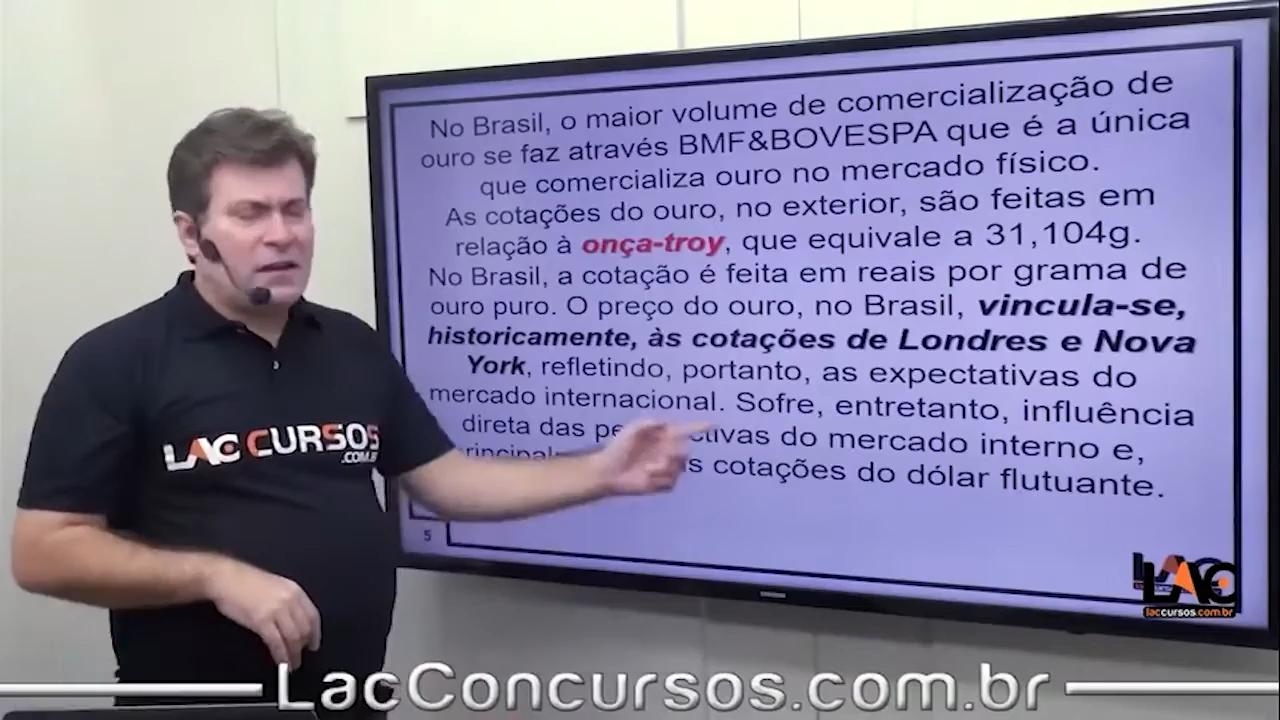 No Brasil, o maior volume de comercialização de
ouro se faz através BMF&BOVESPA que é a única
que comercializa ouro no mercado físico.
As cotações do ouro, no exterior, são feitas em
relação à onça-troy, que equivale a 31,104g.
No Brasil, a cotação é feita em reais por grama de
ouro puro. O preço do ouro, no Brasil, vincula-se,
historicamente, às cotações de Londres e Nova
York, refletindo, portanto, as expectativas do
mercado internacional. Sofre, entretanto, influência
direta das do mercado interno e,
cotações do dólar flutuante.
5
LAC CURSOS
.COM.BR
LAC
laccursos.com.br
LacConcursos.com.br